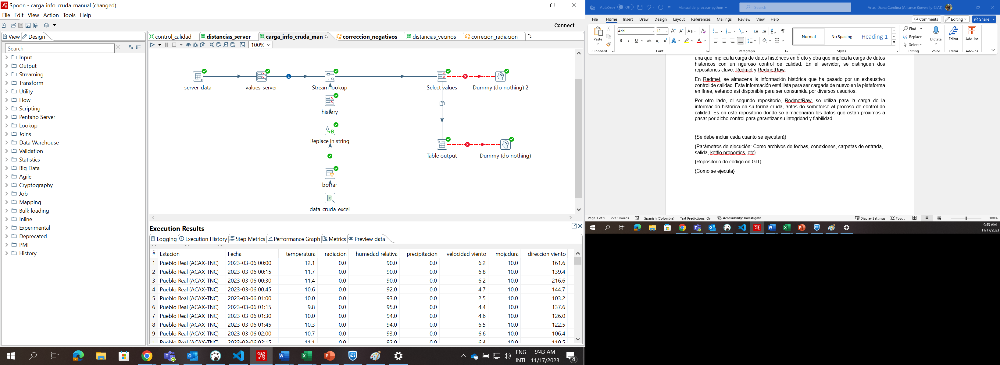 Spoon - carga_info_cruda_manual (changed)
File Edit View Action Tools Help
Connect
View Design
Search
Input
Output
Streaming
Transform
Utility
Flow
Scripting
Pentaho Server
Lookup
Joins
Data Warehouse
Validation
Statistics
Big Data
Agile
Cryptography
Job
Mapping
Bulk loading
Inline
Experimental
Deprecated
PMI
History
control_calidad distancias_server carga_info_cruda_man correccion_negativos distancias_vecinos correcion_radiacion »2
100%
server_data values_server Stream lookup Select values Dummy (do nothing) 2
history
Replace in string
Table output Dummy (do nothing)
borrar
data_cruda_excel
Execution Results
Logging Execution History Step Metrics Performance Graph Metrics Preview data
# Estacion Fecha temperatura radiacion humedad relativa precipitacion velocidad viento mojadura direccion viento
1 Pueblo Real (ACAX-TNC) 2023-03-06 00:00 12.1 0.0 90.0 0.0 6.2 10.0 161.6
2 Pueblo Real (ACAX-TNC) 2023-03-06 00:15 11.7 0.0 90.0 0.0 6.8 10.0 139.4
3 Pueblo Real (ACAX-TNC) 2023-03-06 00:30 11.4 0.0 90.0 0.0 6.2 10.0 216.6
4 Pueblo Real (ACAX-TNC) 2023-03-06 00:45 10.6 0.0 92.0 0.0 4.7 10.0 144.7
5 Pueblo Real (ACAX-TNC) 2023-03-06 01:00 10.0 0.0 93.0 0.0 2.5 10.0 103.2
6 Pueblo Real (ACAX-TNC) 2023-03-06 01:15 9.8 0.0 95.0 0.0 4.4 10.0 137.6
7 Pueblo Real (ACAX-TNC) 2023-03-06 01:30 10.0 0.0 94.0 0.0 4.6 10.0 126.0
8 Pueblo Real (ACAX-TNC) 2023-03-06 01:45 10.3 0.0 94.0 0.0 6.5 10.0 122.5
9 Pueblo Real (ACAX-TNC) 2023-03-06 02:00 10.7 0.0 93.0 0.0 6.6 10.0 106.4
1 Pueblo Real (ACAX-TNC) 2023-03-06 02:15 11.1 0.0 92.0 0.0 6.4 10.0 110.5
ENG 9:43 AM
INTL 11/17/2023
4
AutoSave Off Manual del proceso-python Search Arias, Diana Carolina (Alliance Bioversity-CIAT)
File Home Insert Draw Design Layout References Mailings Review View Help Comments Editing Share
Paste Arial 12 Normal No Spacing Heading 1 Find Replace Select Dictate Editor Add-ins
Clipboard Font Paragraph Styles Editing Voice Editor Add-ins
una que implica la carga de datos históricos en bruto y otra que implica la carga de datos
históricos con un riguroso control de calidad. En el servidor, se distinguen dos
repositorios clave: Redmet y RedmetRaw.
En Redmet, se almacena la información histórica que ha pasado por un exhaustivo
control de calidad. Esta información está lista para ser cargada de nuevo en la plataforma
en línea, estando así disponible para ser consumida por diversos usuarios.
Por otro lado, el segundo repositorio, RedmetRaw, se utiliza para la carga de la
información histórica en su forma cruda, antes de someterse al proceso de control de
calidad. Es en este repositorio donde se almacenarán los datos que están próximos a
pasar por dicho control para garantizar su integridad y fiabilidad.
{Se debe incluir cada cuanto se ejecutará}
{Parámetros de ejecución: Como archivos de fechas, conexiones, carpetas de entrada,
salida, kettle.properties, etc}
{Repositorio de código en GIT}
{Como se ejecuta}
Page 1 of 9 2213 words Spanish (Colombia) Text Predictions: On Accessibility: Investigate Display Settings Focus 100%
9:43 AM
11/17/2023